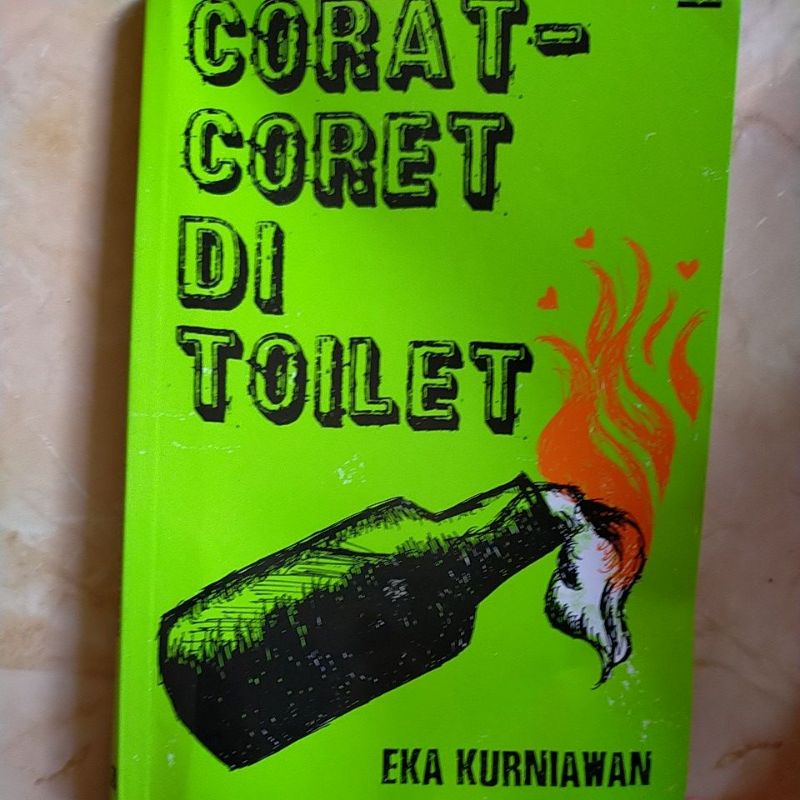 CORAT-
CORET
DI
TOILET
EKA KURNIAWAN